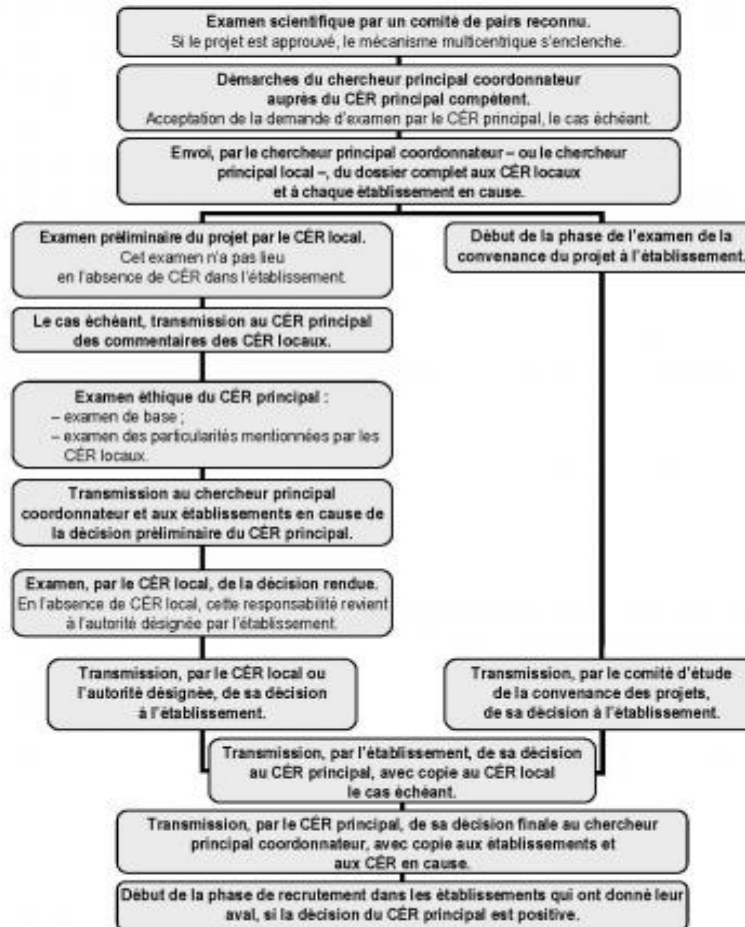 Examen scientifique par un comité de pairs reconnu.
Si le projet est approuvé, le mécanisme multicentrique s'enclenche.
Démarches du chercheur principal coordonnateur
auprès du CÉR principal compétent.
Acceptation de la demande d'examen par le CÉR principal, le cas échéant.
Envoi, par le chercheur principal coordonnateur – ou le chercheur
principal local –, du dossier complet aux CÉR locaux
et à chaque établissement en cause.
Examen préliminaire du projet par le CÉR local.
Cet examen n'a pas lieu
en l'absence de CÉR dans l'établissement.
Début de la phase de l'examen de la
convenance du projet à l'établissement.
Le cas échéant, transmission au CÉR principal
des commentaires des CÉR locaux.
Examen éthique du CÉR principal :
– examen de base ;
– examen des particularités mentionnées par les
CÉR locaux.
Transmission au chercheur principal
coordonnateur et aux établissements en cause de
la décision préliminaire du CÉR principal.
Examen, par le CÉR local, de la décision rendue.
En l'absence de CÉR local, cette responsabilité revient
à l'autorité désignée par l'établissement.
Transmission, par le CÉR local ou
l'autorité désignée, de sa décision
à l'établissement.
Transmission, par le comité d'étude
de la convenance des projets,
de sa décision à l'établissement.
Transmission, par l'établissement, de sa décision
au CÉR principal, avec copie au CÉR local
le cas échéant.
Transmission, par le CÉR principal, de sa décision finale au chercheur
principal coordonnateur, avec copie aux établissements et
aux CÉR en cause.
Début de la phase de recrutement dans les établissements qui ont donné leur
aval, si la décision du CÉR principal est positive.